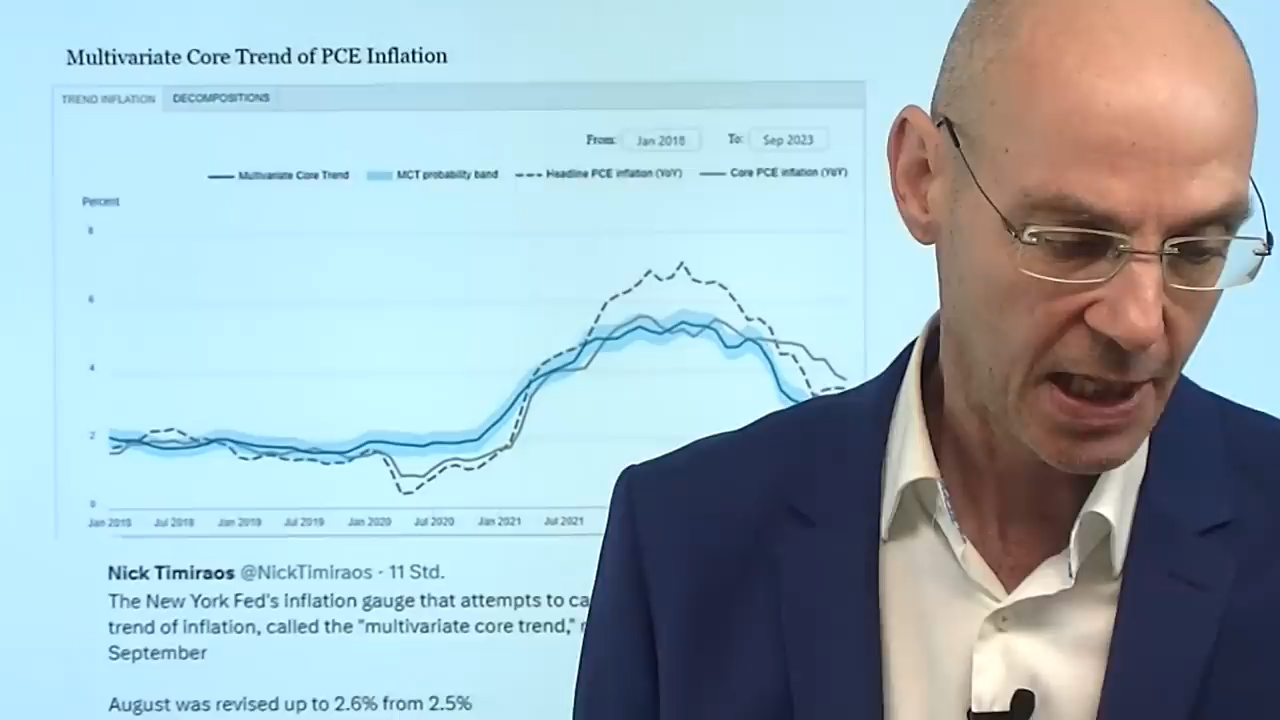 Multivariate Core Trend of PCE Inflation
TREND INFLATION DECOMPOSITIONS
From: Jan 2018 To: Sep 2023
Multivariate Core Trend MCT probability band Headline PCE inflation (YoY) Core PCE inflation (YoY)
Percent
8
6
4
2
0
Jan 2018 Jul 2018 Jan 2019 Jul 2019 Jan 2020 Jul 2020 Jan 2021 Jul 2021
Nick Timiraos @NickTimiraos · 11 Std.
The New York Fed's inflation gauge that attempts to ca
trend of inflation, called the "multivariate core trend,"
September
August was revised up to 2.6% from 2.5%